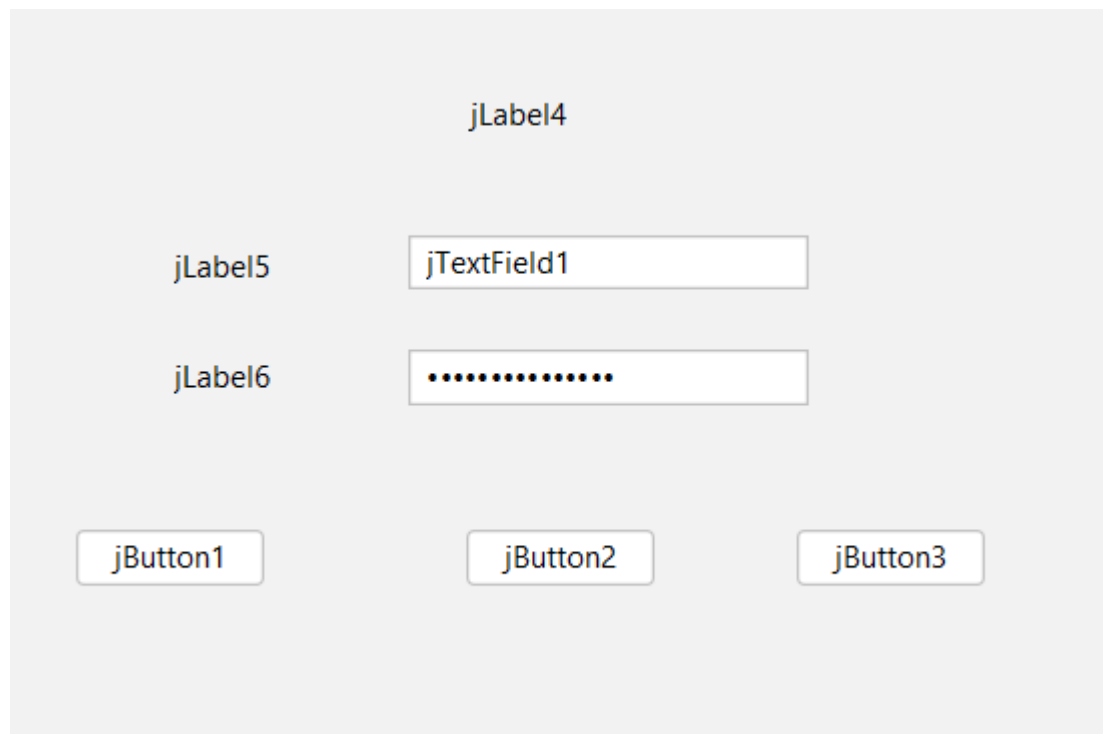 jLabel4
jLabel5 jTextField1
jLabel6 •••••••••••••••
jButton1 jButton2 jButton3